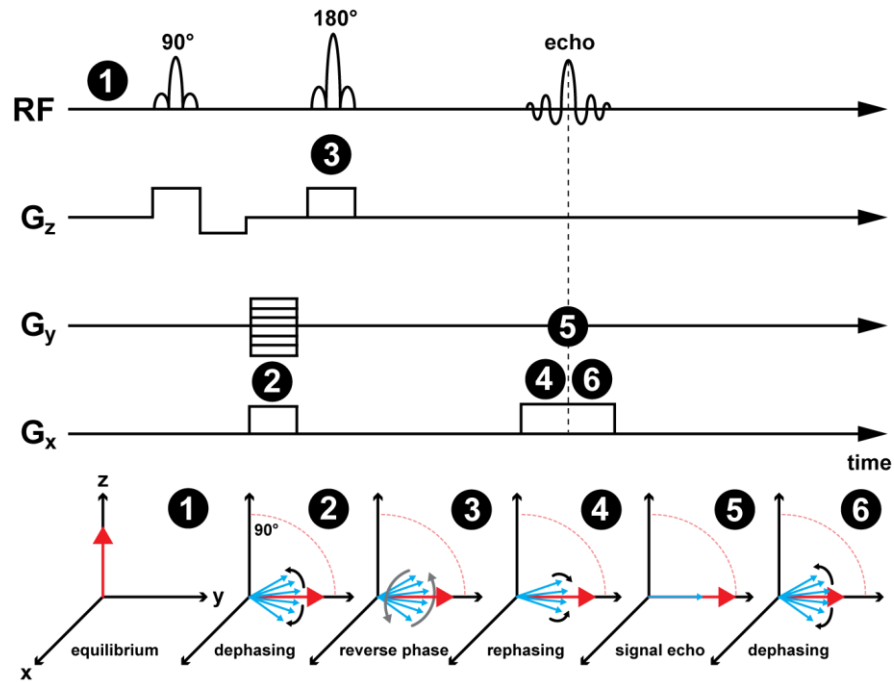 90°
180°
echo
1
RF
3
Gz
Gy
5
2
4
6
Gx
time
z
1
2
3
4
5
6
90°
y
x
equilibrium
dephasing
reverse phase
rephasing
signal echo
dephasing